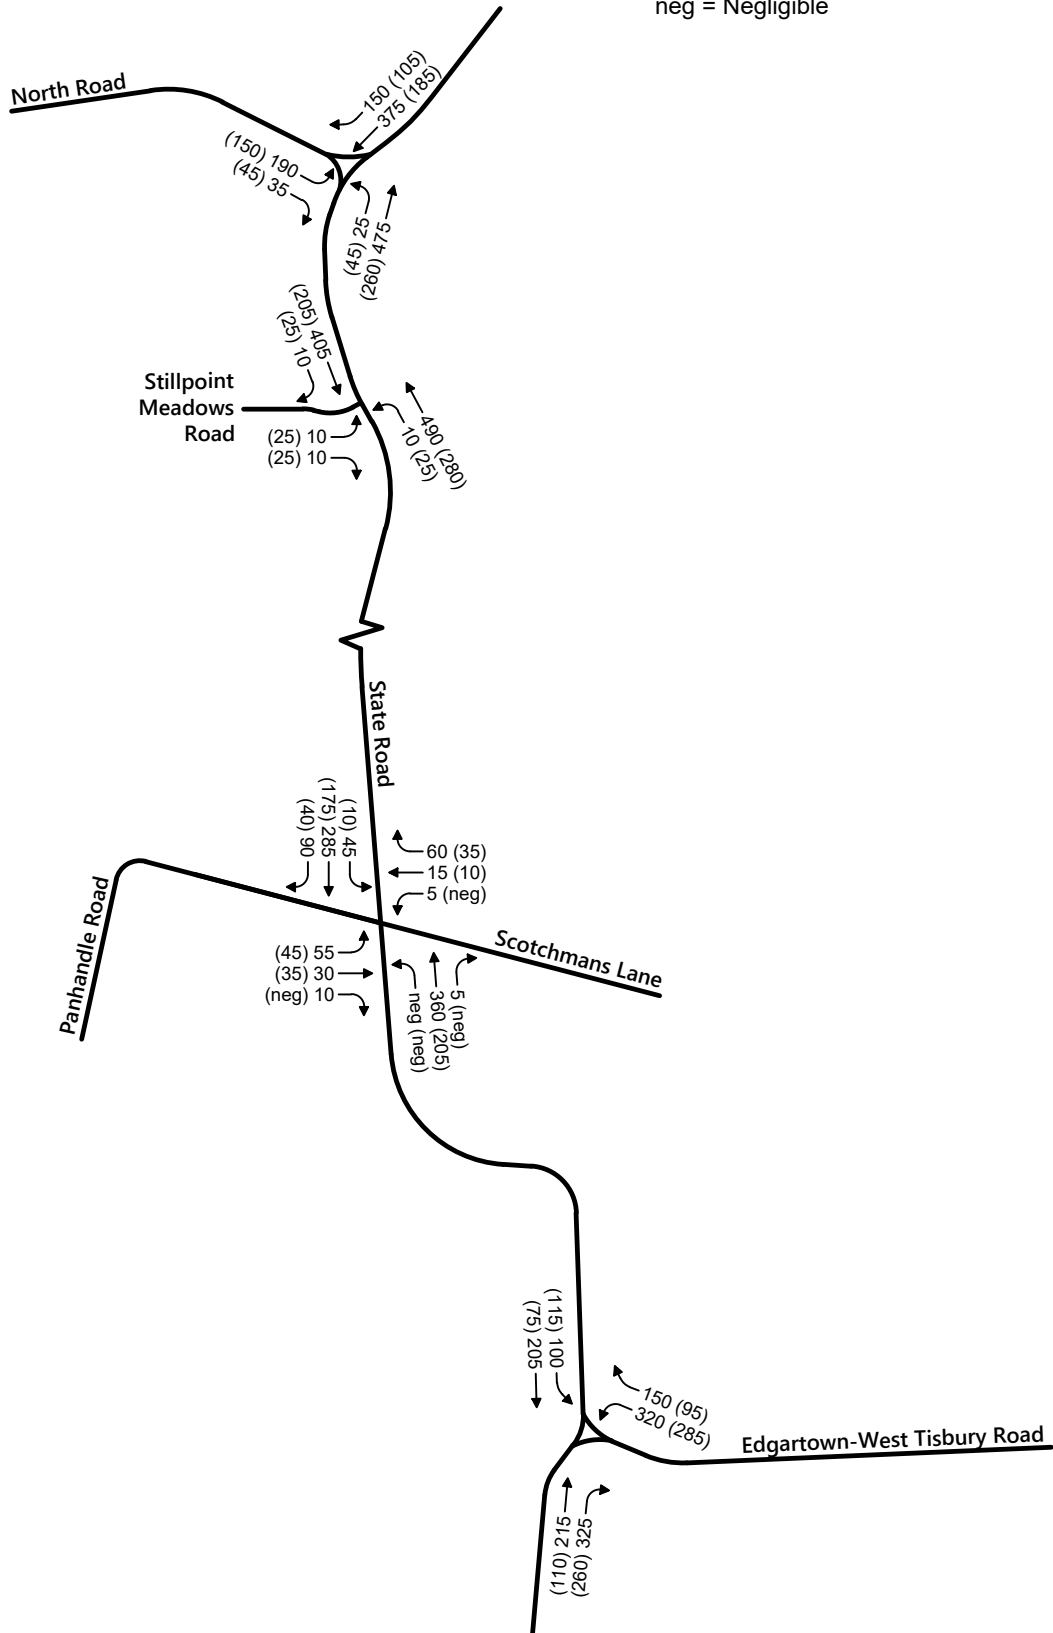 neg = Negligible
North Road
150 (105)
375 (185)
(150) 190
(45) 35
(45) 25
(260) 475
(205) 405
(25) 10
Stillpoint
Meadows
Road
(25) 10
(25) 10
490 (280)
10 (25)
State Road
(10) 45
(175) 285
(40) 90
60 (35)
15 (10)
5 (neg)
Panhandle Road
Scotchmans Lane
(45) 55
(35) 30
(neg) 10
5 (neg)
360 (205)
neg (neg)
(115) 100
(75) 205
150 (95)
320 (285)
Edgartown-West Tisbury Road
(110) 215
(260) 325